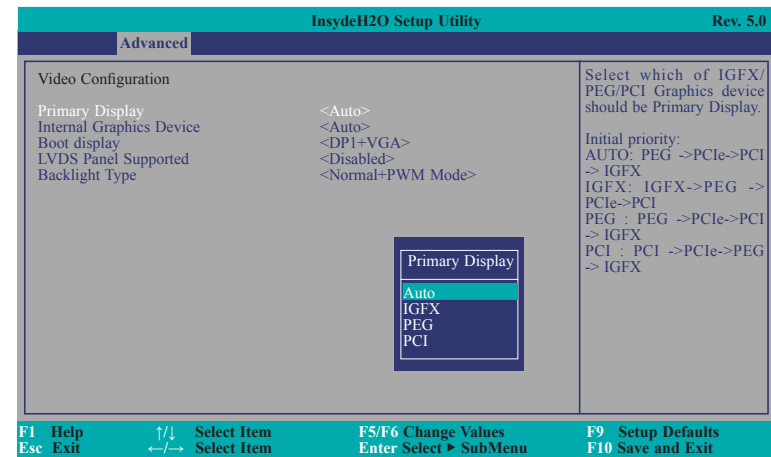 InsydeH2O Setup Utility Rev. 5.0
Advanced
Video Configuration
Primary Display <Auto>
Internal Graphics Device <Auto>
Boot display <DP1+VGA>
LVDS Panel Supported <Disabled>
Backlight Type <Normal+PWM Mode>
Primary Display
Auto
IGFX
PEG
PCI
Select which of IGFX/
PEG/PCI Graphics device
should be Primary Display.
Initial priority:
AUTO: PEG ->PCIe->PCI
-> IGFX
IGFX: IGFX->PEG ->
PCIe->PCI
PEG : PEG ->PCIe->PCI
-> IGFX
PCI : PCI ->PCIe->PEG
-> IGFX
F1 Help ↑/↓ Select Item F5/F6 Change Values F9 Setup Defaults
Esc Exit ←/→ Select Item Enter Select ► SubMenu F10 Save and Exit